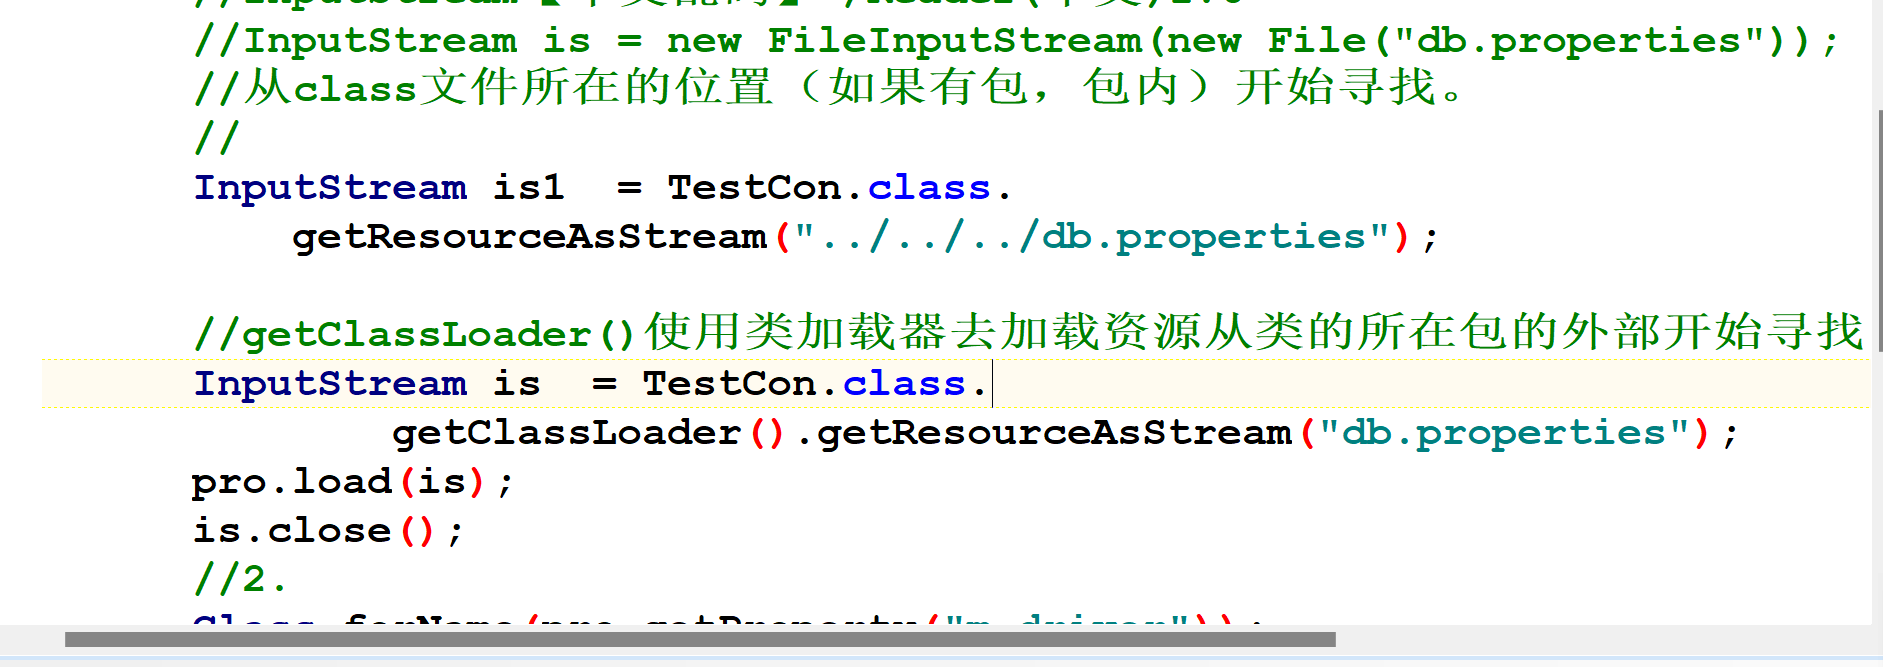 //InputStream is = new FileInputStream(new File("db.properties"));
//从class文件所在的位置（如果有包，包内）开始寻找。
//
InputStream is1  = TestCon.class.
getResourceAsStream("../../../db.properties");
//getClassLoader()使用类加载器去加载资源从类的所在包的外部开始寻找
InputStream is  = TestCon.class.
getClassLoader().getResourceAsStream("db.properties");
pro.load(is);
is.close();
//2.